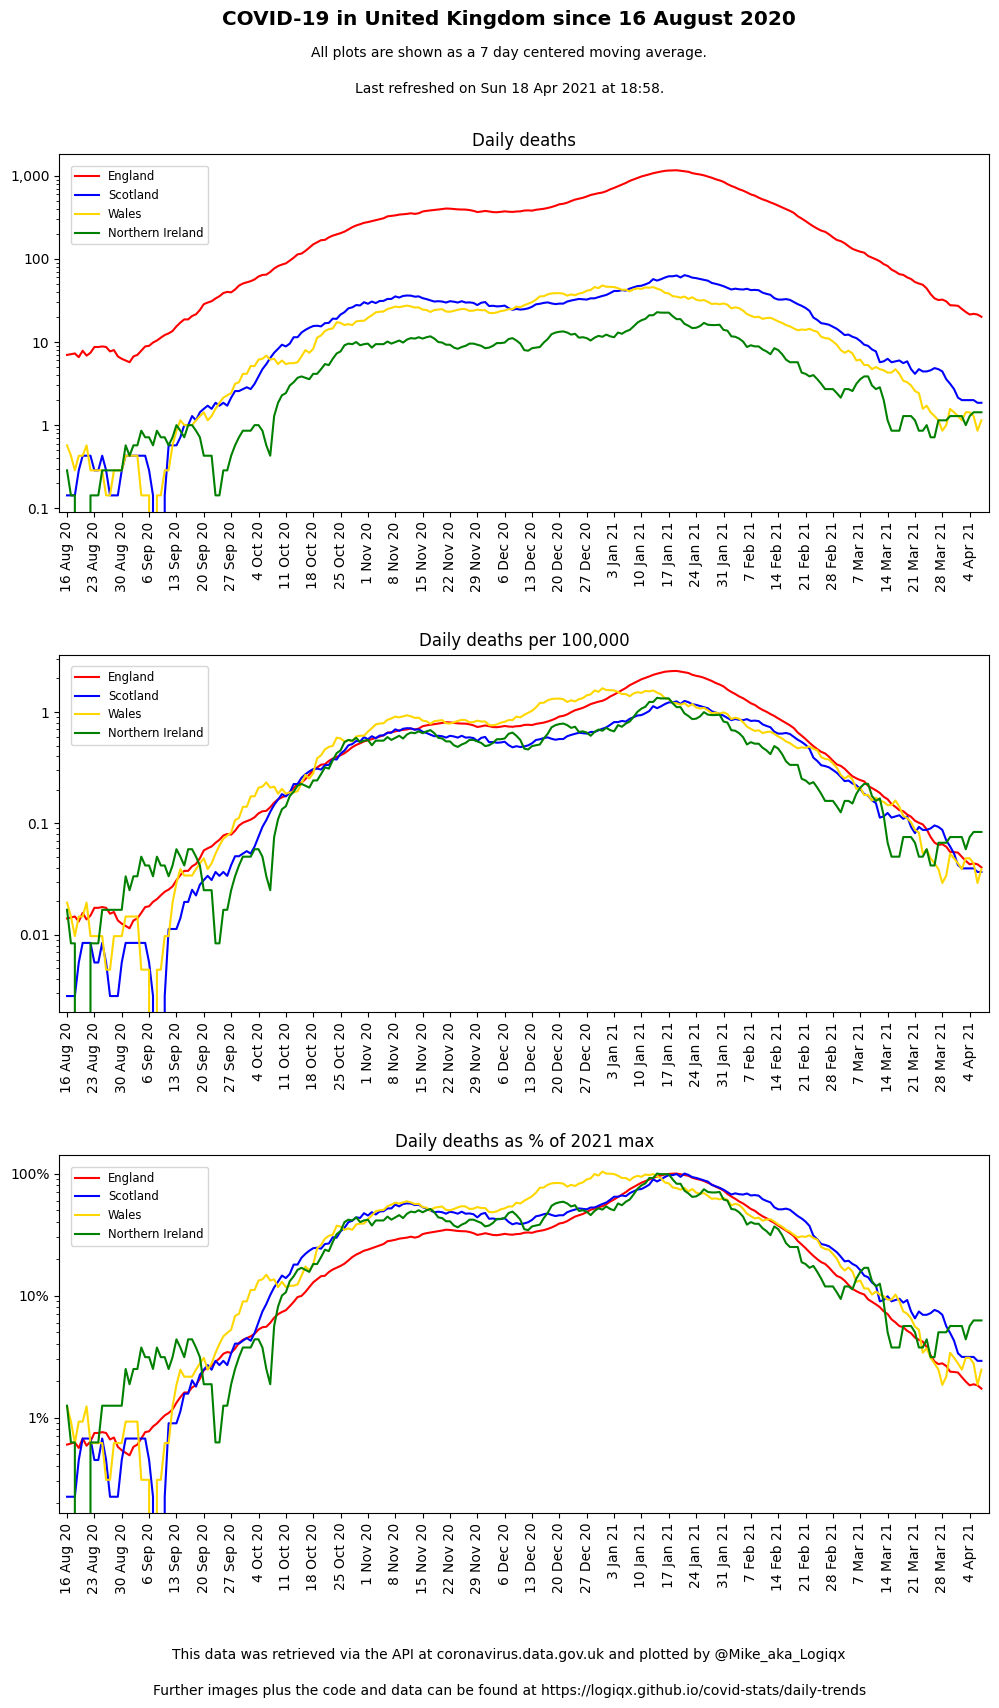 COVID-19 in United Kingdom since 16 August 2020
All plots are shown as a 7 day centered moving average.
Last refreshed on Sun 18 Apr 2021 at 18:58.
Daily deaths
1,000
100
10
1
0.1
England
Scotland
Wales
Northern Ireland
16 Aug 20
23 Aug 20
30 Aug 20
6 Sep 20
13 Sep 20
20 Sep 20
27 Sep 20
4 Oct 20
11 Oct 20
18 Oct 20
25 Oct 20
1 Nov 20
8 Nov 20
15 Nov 20
22 Nov 20
29 Nov 20
6 Dec 20
13 Dec 20
20 Dec 20
27 Dec 20
3 Jan 21
10 Jan 21
17 Jan 21
24 Jan 21
31 Jan 21
7 Feb 21
14 Feb 21
21 Feb 21
28 Feb 21
7 Mar 21
14 Mar 21
21 Mar 21
28 Mar 21
4 Apr 21
Daily deaths per 100,000
1
0.1
0.01
England
Scotland
Wales
Northern Ireland
16 Aug 20
23 Aug 20
30 Aug 20
6 Sep 20
13 Sep 20
20 Sep 20
27 Sep 20
4 Oct 20
11 Oct 20
18 Oct 20
25 Oct 20
1 Nov 20
8 Nov 20
15 Nov 20
22 Nov 20
29 Nov 20
6 Dec 20
13 Dec 20
20 Dec 20
27 Dec 20
3 Jan 21
10 Jan 21
17 Jan 21
24 Jan 21
31 Jan 21
7 Feb 21
14 Feb 21
21 Feb 21
28 Feb 21
7 Mar 21
14 Mar 21
21 Mar 21
28 Mar 21
4 Apr 21
Daily deaths as % of 2021 max
100%
10%
1%
England
Scotland
Wales
Northern Ireland
16 Aug 20
23 Aug 20
30 Aug 20
6 Sep 20
13 Sep 20
20 Sep 20
27 Sep 20
4 Oct 20
11 Oct 20
18 Oct 20
25 Oct 20
1 Nov 20
8 Nov 20
15 Nov 20
22 Nov 20
29 Nov 20
6 Dec 20
13 Dec 20
20 Dec 20
27 Dec 20
3 Jan 21
10 Jan 21
17 Jan 21
24 Jan 21
31 Jan 21
7 Feb 21
14 Feb 21
21 Feb 21
28 Feb 21
7 Mar 21
14 Mar 21
21 Mar 21
28 Mar 21
4 Apr 21
This data was retrieved via the API at coronavirus.data.gov.uk and plotted by @Mike_aka_Logiqx
Further images plus the code and data can be found at https://logiqx.github.io/covid-stats/daily-trends